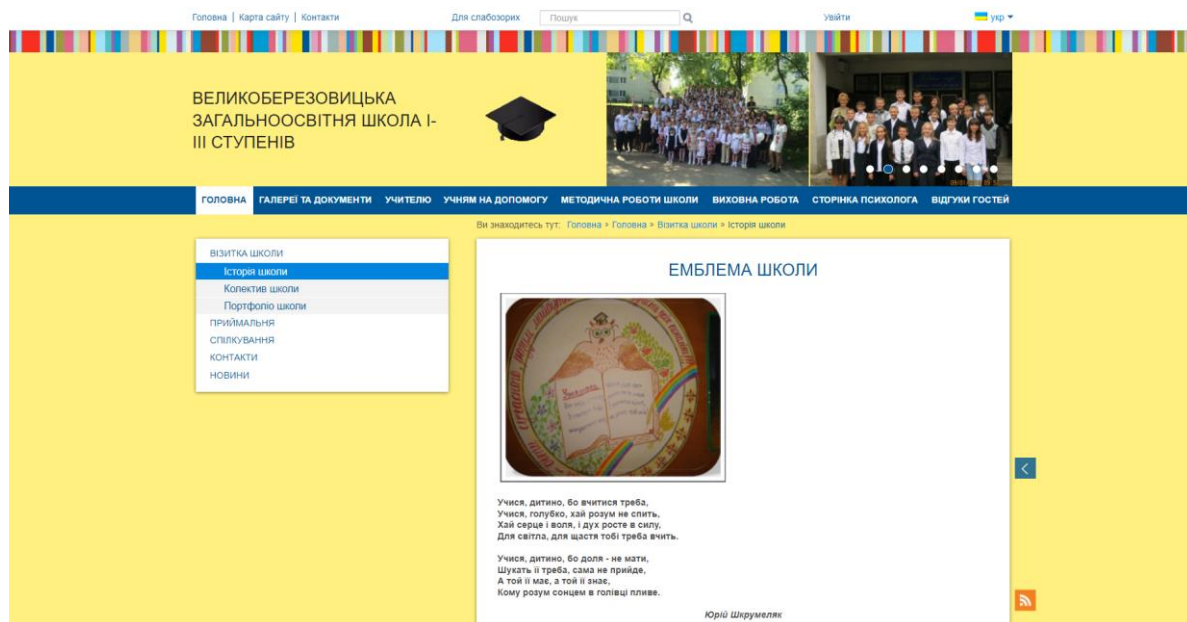 Головна | Карта сайту | Контакти
Для слабозорих
Пошук
Увійти
укр
ВЕЛИКОБЕРЕЗОВИЦЬКА
ЗАГАЛЬНООСВІТНЯ ШКОЛА І-
ІІІ СТУПЕНІВ
ГОЛОВНА ГАЛЕРЕЇ ТА ДОКУМЕНТИ УЧИТЕЛЮ УЧНЯМ НА ДОПОМОГУ МЕТОДИЧНА РОБОТИ ШКОЛИ ВИХОВНА РОБОТА СТОРІНКА ПСИХОЛОГА ВІДГУКИ ГОСТЕЙ
Ви знаходитесь тут: Головна » Головна » Візитка школи » Історія школи
ВІЗИТКА ШКОЛИ
Історія школи
Колектив школи
Портфоліо школи
ПРИЙМАЛЬНЯ
СПІЛКУВАННЯ
КОНТАКТИ
НОВИНИ
ЕМБЛЕМА ШКОЛИ
Учися, дитино, бо вчитися треба,
Учися, голубко, хай розум не спить,
Хай серце і воля, і дух росте в силу,
Для світла, для щастя тобі треба вчить.
Учися, дитино, бо доля - не мати,
Шукать її треба, сама не прийде,
А той її має, а той її знає,
Кому розум сонцем в голівці пливе.
Юрій Шкрумеляк